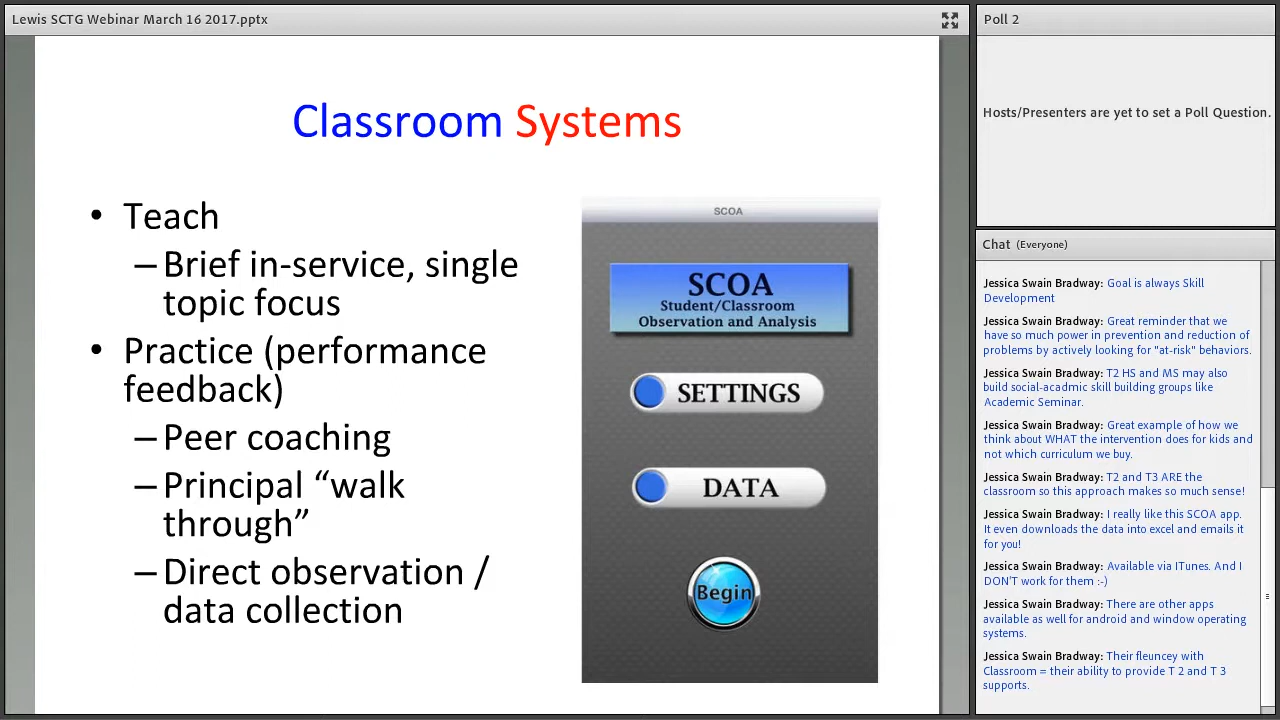 Lewis SCTG Webinar March 16 2017.pptx
Classroom Systems
• Teach
–Brief in-service, single
topic focus
• Practice (performance
feedback)
–Peer coaching
–Principal “walk
through”
–Direct observation /
data collection
SCOA
SCOA
Student/Classroom
Observation and Analysis
SETTINGS
DATA
Begin
Poll 2
Hosts/Presenters are yet to set a Poll Question.
Chat (Everyone)
Jessica Swain Bradway: Goal is always Skill
Development
Jessica Swain Bradway: Great reminder that we
have so much power in prevention and reduction of
problems by actively looking for "at-risk" behaviors.
Jessica Swain Bradway: T2 HS and MS may also
build social-acadmic skill building groups like
Academic Seminar.
Jessica Swain Bradway: Great example of how we
think about WHAT the intervention does for kids and
not which curriculum we buy.
Jessica Swain Bradway: T2 and T3 ARE the
classroom so this approach makes so much sense!
Jessica Swain Bradway: I really like this SCOA app.
It even downloads the data into excel and emails it
for you!
Jessica Swain Bradway: Available via ITunes. And I
DON'T work for them :-)
Jessica Swain Bradway: There are other apps
available as well for android and window operating
systems.
Jessica Swain Bradway: Their fleuncey with
Classroom = their ability to provide T 2 and T 3
supports.